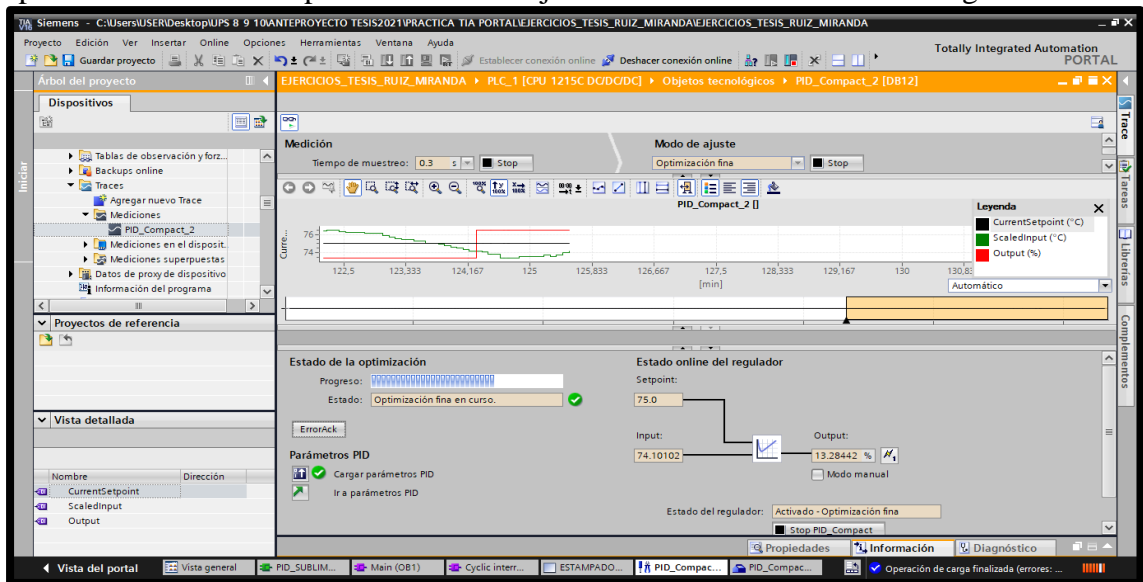 Siemens - C:\Users\USER\Desktop\UPS 8 9 10\ANTEPROYECTO TESIS2021\PRACTICA TIA PORTAL\EJERCICIOS_TESIS_RUIZ_MIRANDA\EJERCICIOS_TESIS_RUIZ_MIRANDA
Proyecto Edición Ver Insertar Online Opciones Herramientas Ventana Ayuda
Totally Integrated Automation
PORTAL
Guardar proyecto
Establecer conexión online
Deshacer conexión online
Árbol del proyecto
EJERCICIOS_TESIS_RUIZ_MIRANDA PLC_1 [CPU 1215C DC/DC/DC] Objetos tecnológicos PID_Compact_2 [DB12]
Dispositivos
Iniciar
Tablas de observación y forz...
Backups online
Traces
Agregar nuevo Trace
Mediciones
PID_Compact_2
Mediciones en el disposit...
Mediciones superpuestas
Datos de proxy de dispositivo
Información del programa
Proyectos de referencia
Vista detallada
Nombre Dirección
CurrentSetpoint
ScaledInput
Output
Medición
Modo de ajuste
Tiempo de muestreo: 0.3 s Stop
Optimización fina Stop
PID_Compact_2 []
Leyenda
CurrentSetpoint (°C)
ScaledInput (°C)
Output (%)
Curre...
76
74
122,5 123,333 124,167 125 125,833 126,667 127,5 128,333 129,167 130 130,8
[min]
Automático
Estado de la optimización
Progreso:
Estado: Optimización fina en curso.
ErrorAck
Parámetros PID
Cargar parámetros PID
Ir a parámetros PID
Estado online del regulador
Setpoint:
75.0
Input:
74.10102
Output:
13.28442 %
Modo manual
Estado del regulador: Activado - Optimización fina
Stop PID_Compact
Propiedades Información Diagnóstico
Trace
Tareas
Librerías
Complementos
Vista del portal Vista general PID_SUBLIM... Main (OB1) Cyclic interr... ESTAMPADO... PID_Compac... PID_Compac... Operación de carga finalizada (errores: ...